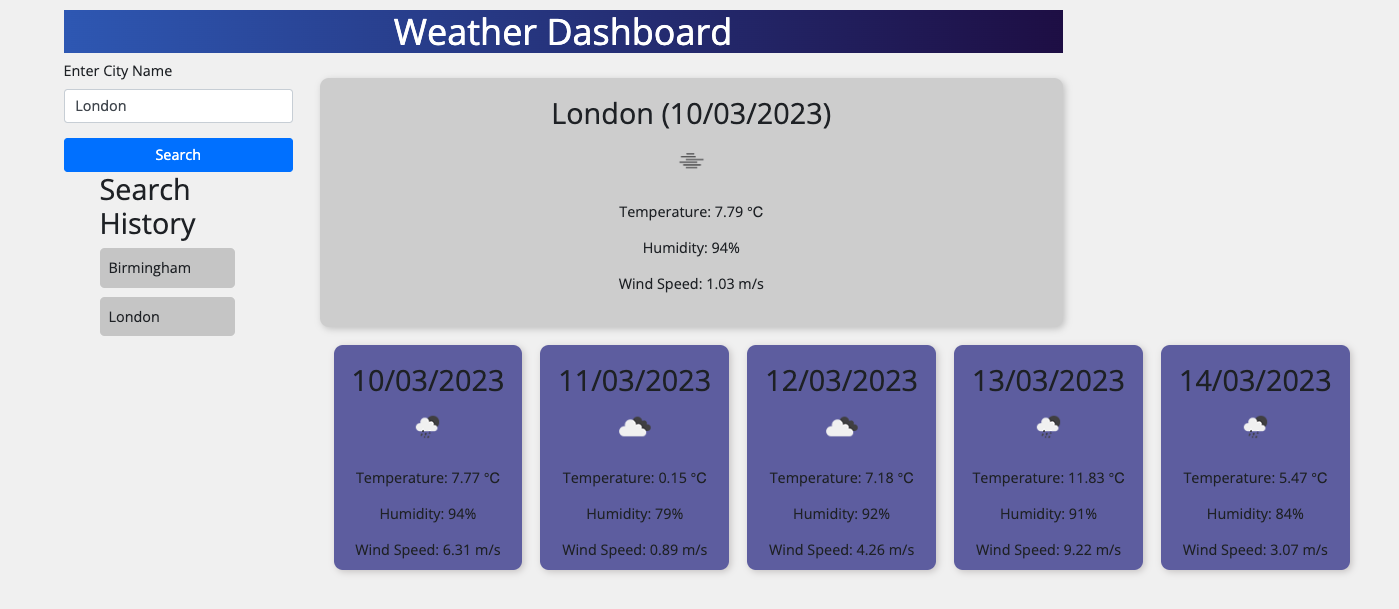 Weather Dashboard
Enter City Name
London
Search
Search
History
Birmingham
London
London (10/03/2023)
Temperature: 7.79 °C
Humidity: 94%
Wind Speed: 1.03 m/s
10/03/2023
Temperature: 7.77 °C
Humidity: 94%
Wind Speed: 6.31 m/s
11/03/2023
Temperature: 0.15 °C
Humidity: 79%
Wind Speed: 0.89 m/s
12/03/2023
Temperature: 7.18 °C
Humidity: 92%
Wind Speed: 4.26 m/s
13/03/2023
Temperature: 11.83 °C
Humidity: 91%
Wind Speed: 9.22 m/s
14/03/2023
Temperature: 5.47 °C
Humidity: 84%
Wind Speed: 3.07 m/s